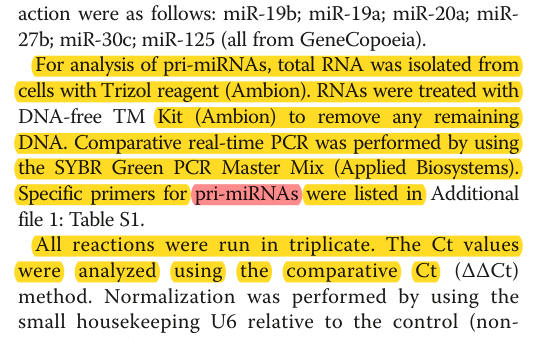 action were as follows: miR-19b; miR-19a; miR-20a; miR-
27b; miR-30c; miR-125 (all from GeneCopoeia).
For analysis of pri-miRNAs, total RNA was isolated from
cells with Trizol reagent (Ambion). RNAs were treated with
DNA-free TM Kit (Ambion) to remove any remaining
DNA. Comparative real-time PCR was performed by using
the SYBR Green PCR Master Mix (Applied Biosystems).
Specific primers for pri-miRNAs were listed in Additional
file 1: Table S1.
All reactions were run in triplicate. The Ct values
were analyzed using the comparative Ct (ΔΔCt)
method. Normalization was performed by using the
small housekeeping U6 relative to the control (non-